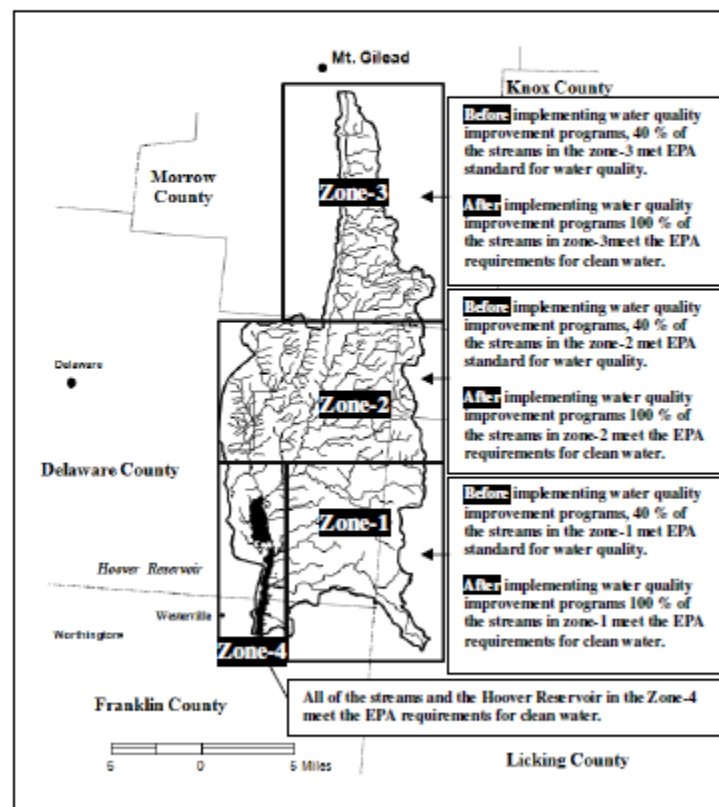 Mt. Gilead
Knox County
Morrow
County
Zone-3
Before implementing water quality
improvement programs, 40 % of
the streams in the zone-3 met EPA
standard for water quality.
After implementing water quality
improvement programs 100 % of
the streams in zone-3meet the EPA
requirements for clean water.
Delaware
Zone-2
Before implementing water quality
improvement programs, 40 % of
the streams in the zone-2 met EPA
standard for water quality.
After implementing water quality
improvement programs 100 % of
the streams in zone-2 meet the EPA
requirements for clean water.
Delaware County
Zone-1
Before implementing water quality
improvement programs, 40 % of
the streams in the zone-1 met EPA
standard for water quality.
After implementing water quality
improvement programs 100 % of
the streams in zone-1 meet the EPA
requirements for clean water.
Hoover Reservoir
Westerville
Worthington
Zone-4
All of the streams and the Hoover Reservoir in the Zone-4
meet the EPA requirements for clean water.
Franklin County
5 0 5 Miles
Licking County